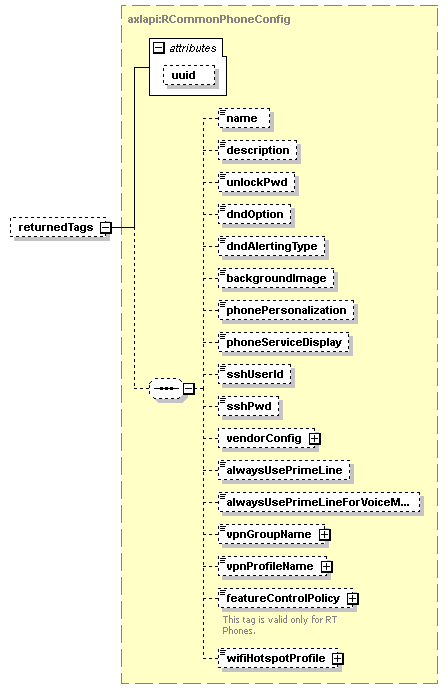 axlapi:RCommonPhoneConfig
attributes
uuid
name
description
unlockPwd
dndOption
returnedTags
dndAlertingType
backgroundImage
phonePersonalization
phoneServiceDisplay
sshUserId
sshPwd
vendorConfig
alwaysUsePrimeLine
alwaysUsePrimeLineForVoiceM...
vpnGroupName
vpnProfileName
featureControlPolicy
This tag is valid only for RT
Phones.
wifiHotspotProfile